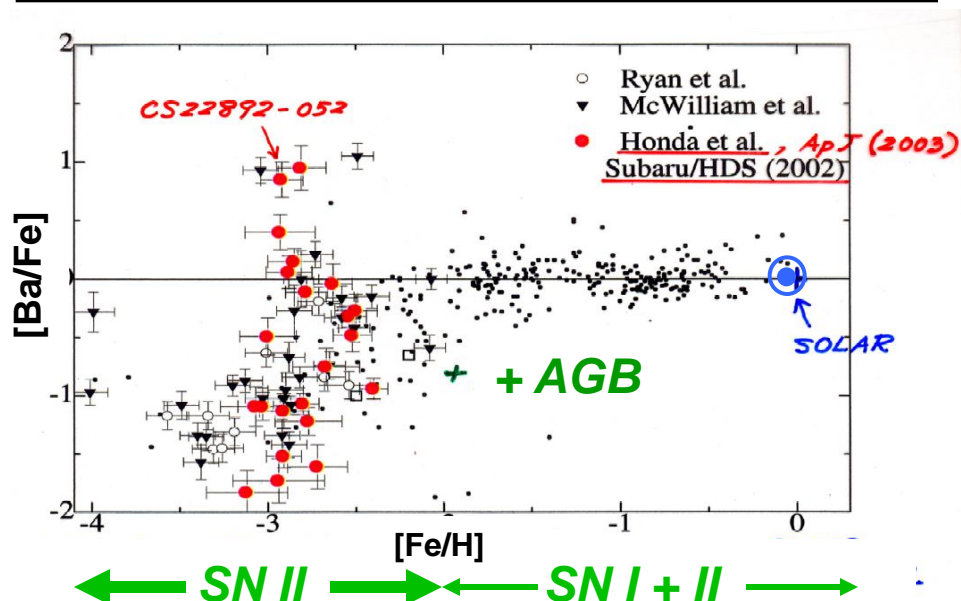 2
1
0
-1
-2
[Ba/Fe]
CS22892-052
Ryan et al.
McWilliam et al.
Honda et al., ApJ (2003)
Subaru/HDS (2002)
SOLAR
+ AGB
-4
-3
-2
-1
0
[Fe/H]
SN II
SN I + II